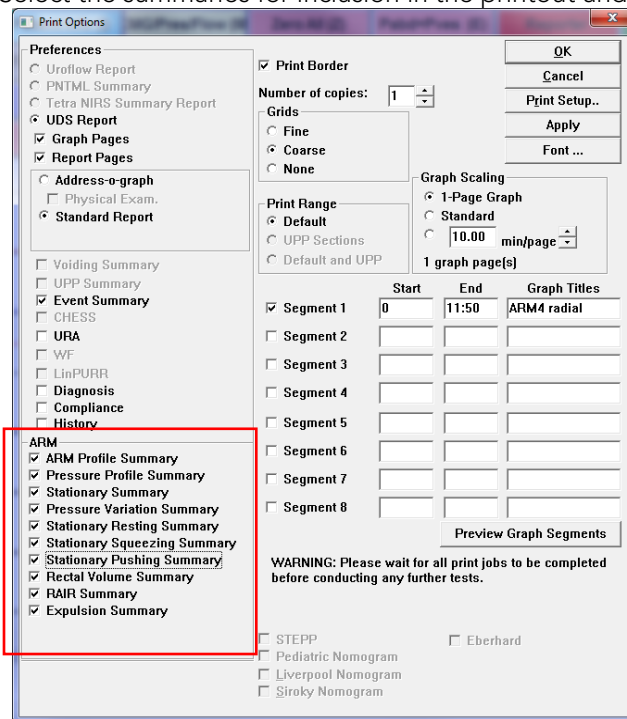 select the summaries for inclusion in the printout and
Print Options
Preferences
Uroflow Report
PNTML Summary
Tetra NIRS Summary Report
UDS Report
Graph Pages
Report Pages
Address-o-graph
Physical Exam.
Standard Report
Voiding Summary
UPP Summary
Event Summary
CHESS
URA
WF
LinPURR
Diagnosis
Compliance
History
ARM
ARM Profile Summary
Pressure Profile Summary
Stationary Summary
Pressure Variation Summary
Stationary Resting Summary
Stationary Squeezing Summary
Stationary Pushing Summary
Rectal Volume Summary
RAIR Summary
Expulsion Summary
Print Border
Number of copies: 1
Grids
Fine
Coarse
None
Print Range
Default
UPP Sections
Default and UPP
OK
Cancel
Print Setup..
Apply
Font ...
Graph Scaling
1-Page Graph
Standard
10.00 min/page
1 graph page(s)
Start End Graph Titles
Segment 1 0 11:50 ARM4 radial
Segment 2
Segment 3
Segment 4
Segment 5
Segment 6
Segment 7
Segment 8
Preview Graph Segments
WARNING: Please wait for all print jobs to be completed
before conducting any further tests.
STEPP Eberhard
Pediatric Nomogram
Liverpool Nomogram
Siroky Nomogram